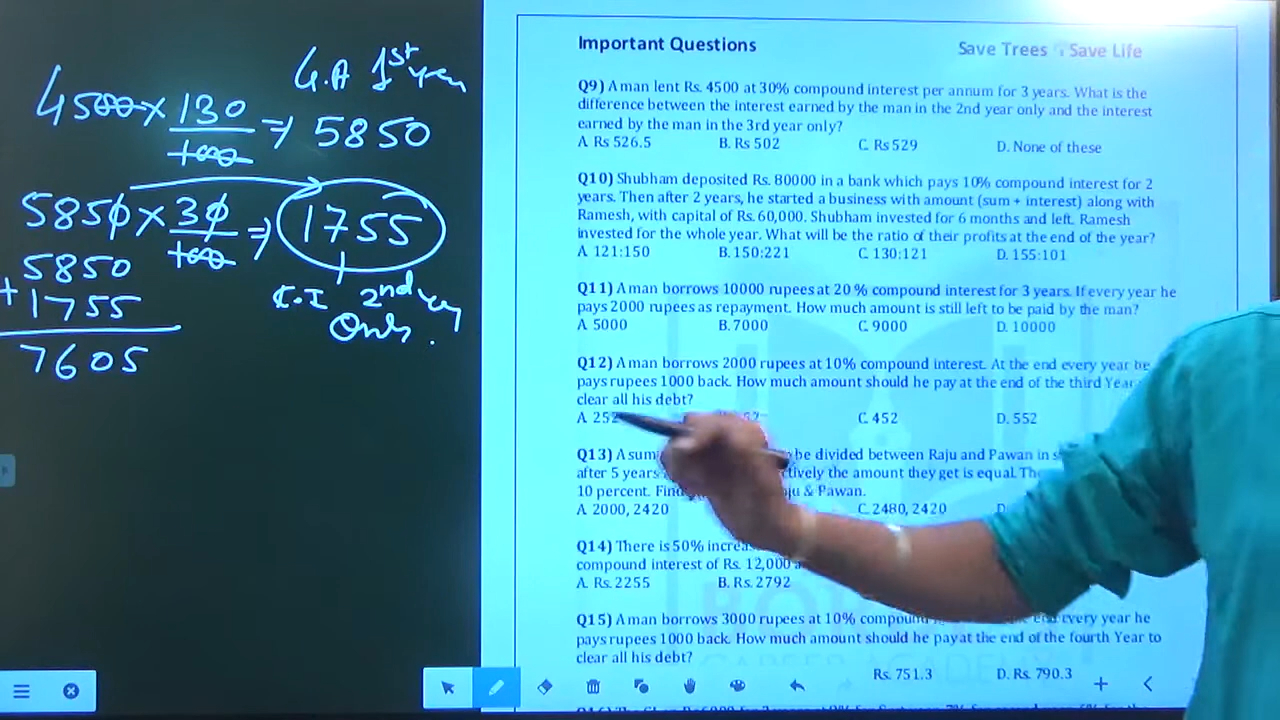 C.A 1st year
4500 × 130/100 ⇒ 5850
5850 × 30/100 ⇒ 1755
5850
+ 1755
7605
C.I 2nd year
Only.
Important Questions
Save Trees Save Life
Q9) A man lent Rs. 4500 at 30% compound interest per annum for 3 years. What is the
difference between the interest earned by the man in the 2nd year only and the interest
earned by the man in the 3rd year only?
A. Rs 526.5 B. Rs 502 C. Rs 529 D. None of these
Q10) Shubham deposited Rs. 80000 in a bank which pays 10% compound interest for 2
years. Then after 2 years, he started a business with amount (sum + interest) along with
Ramesh, with capital of Rs. 60,000. Shubham invested for 6 months and left. Ramesh
invested for the whole year. What will be the ratio of their profits at the end of the year?
A 121:150 B. 150:221 C. 130:121 D. 155:101
Q11) A man borrows 10000 rupees at 20 % compound interest for 3 years. If every year he
pays 2000 rupees as repayment. How much amount is still left to be paid by the man?
A 5000 B. 7000 C. 9000 D. 10000
Q12) A man borrows 2000 rupees at 10% compound interest. At the end every year he
pays rupees 1000 back. How much amount should he pay at the end of the third Year
clear all his debt?
A 252 C. 452 D. 552
Q13) A sum be divided between Raju and Pawan in
after 5 years the amount they get is equal.
10 percent. Find & Pawan.
A. 2000, 2420 C. 2480, 2420
Q14) There is 50%
compound interest of Rs. 12,000
A. Rs. 2255 B. Rs. 2792
Q15) A man borrows 3000 rupees at 10% every year he
pays rupees 1000 back. How much amount should he pay at the end of the fourth Year to
clear all his debt?
Rs. 751.3 D. Rs. 790.3